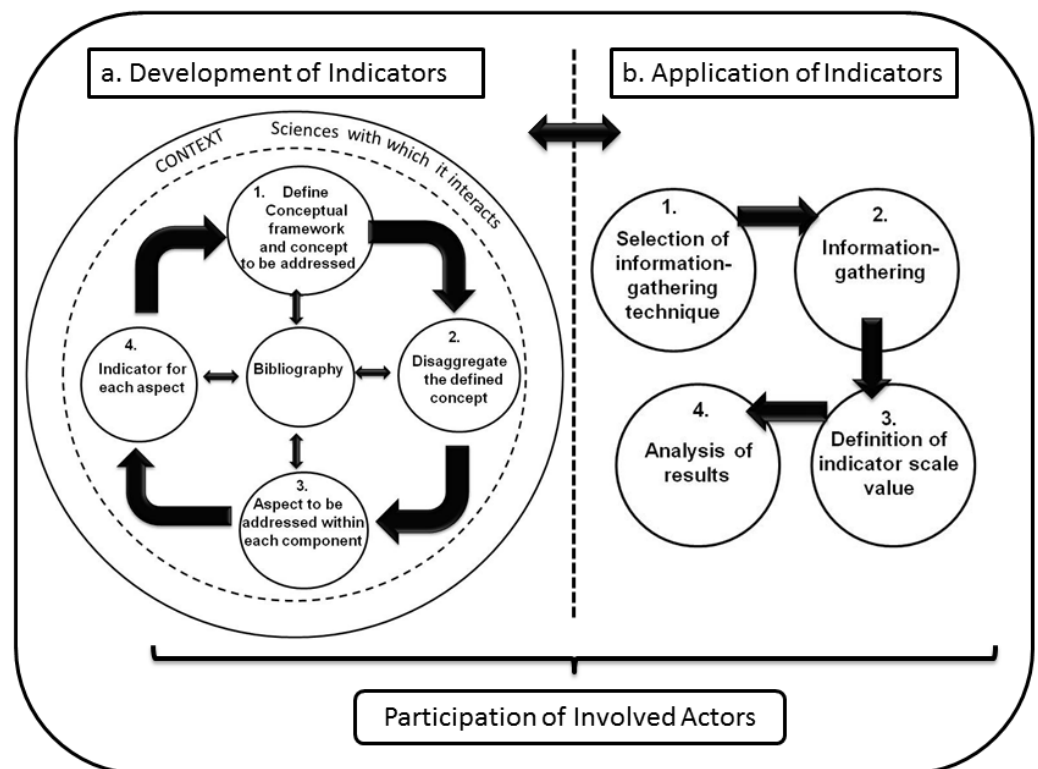 a. Development of Indicators
CONTEXT
Sciences with which it interacts
1. Define
Conceptual
framework
and concept
to be addressed
2.
Disaggregate
the defined
concept
3.
Aspect to be
addressed within
each component
4.
Indicator for
each aspect
Bibliography
b. Application of Indicators
1.
Selection of
information-
gathering
technique
2.
Information-
gathering
3.
Definition of
indicator scale
value
4.
Analysis of
results
Participation of Involved Actors